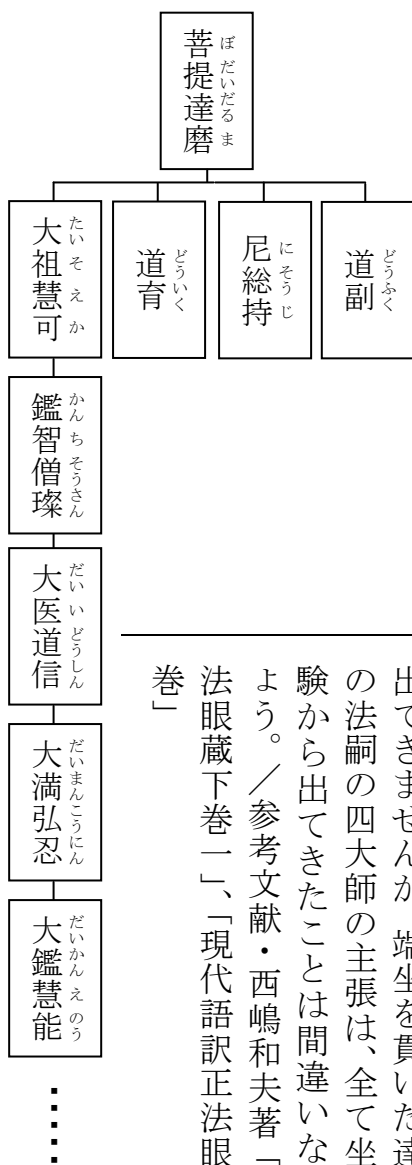 出てきませんが、端坐を貫いた達
の法嗣の四大師の主張は、全て坐
験から出てきたことは間違いな
ょう。／参考文献・西嶋和夫著「
法眼蔵下巻一」、「現代語訳正法眼
巻」
菩提達磨
ぼだいだるま
道副
どうふく
尼総持
にそうじ
道育
どういく
大祖慧可
たいそえか
鑑智僧璨
かんちそうさん
大医道信
だいいどうしん
大満弘忍
だいまんこうにん
大鑑慧能
だいかんえのう